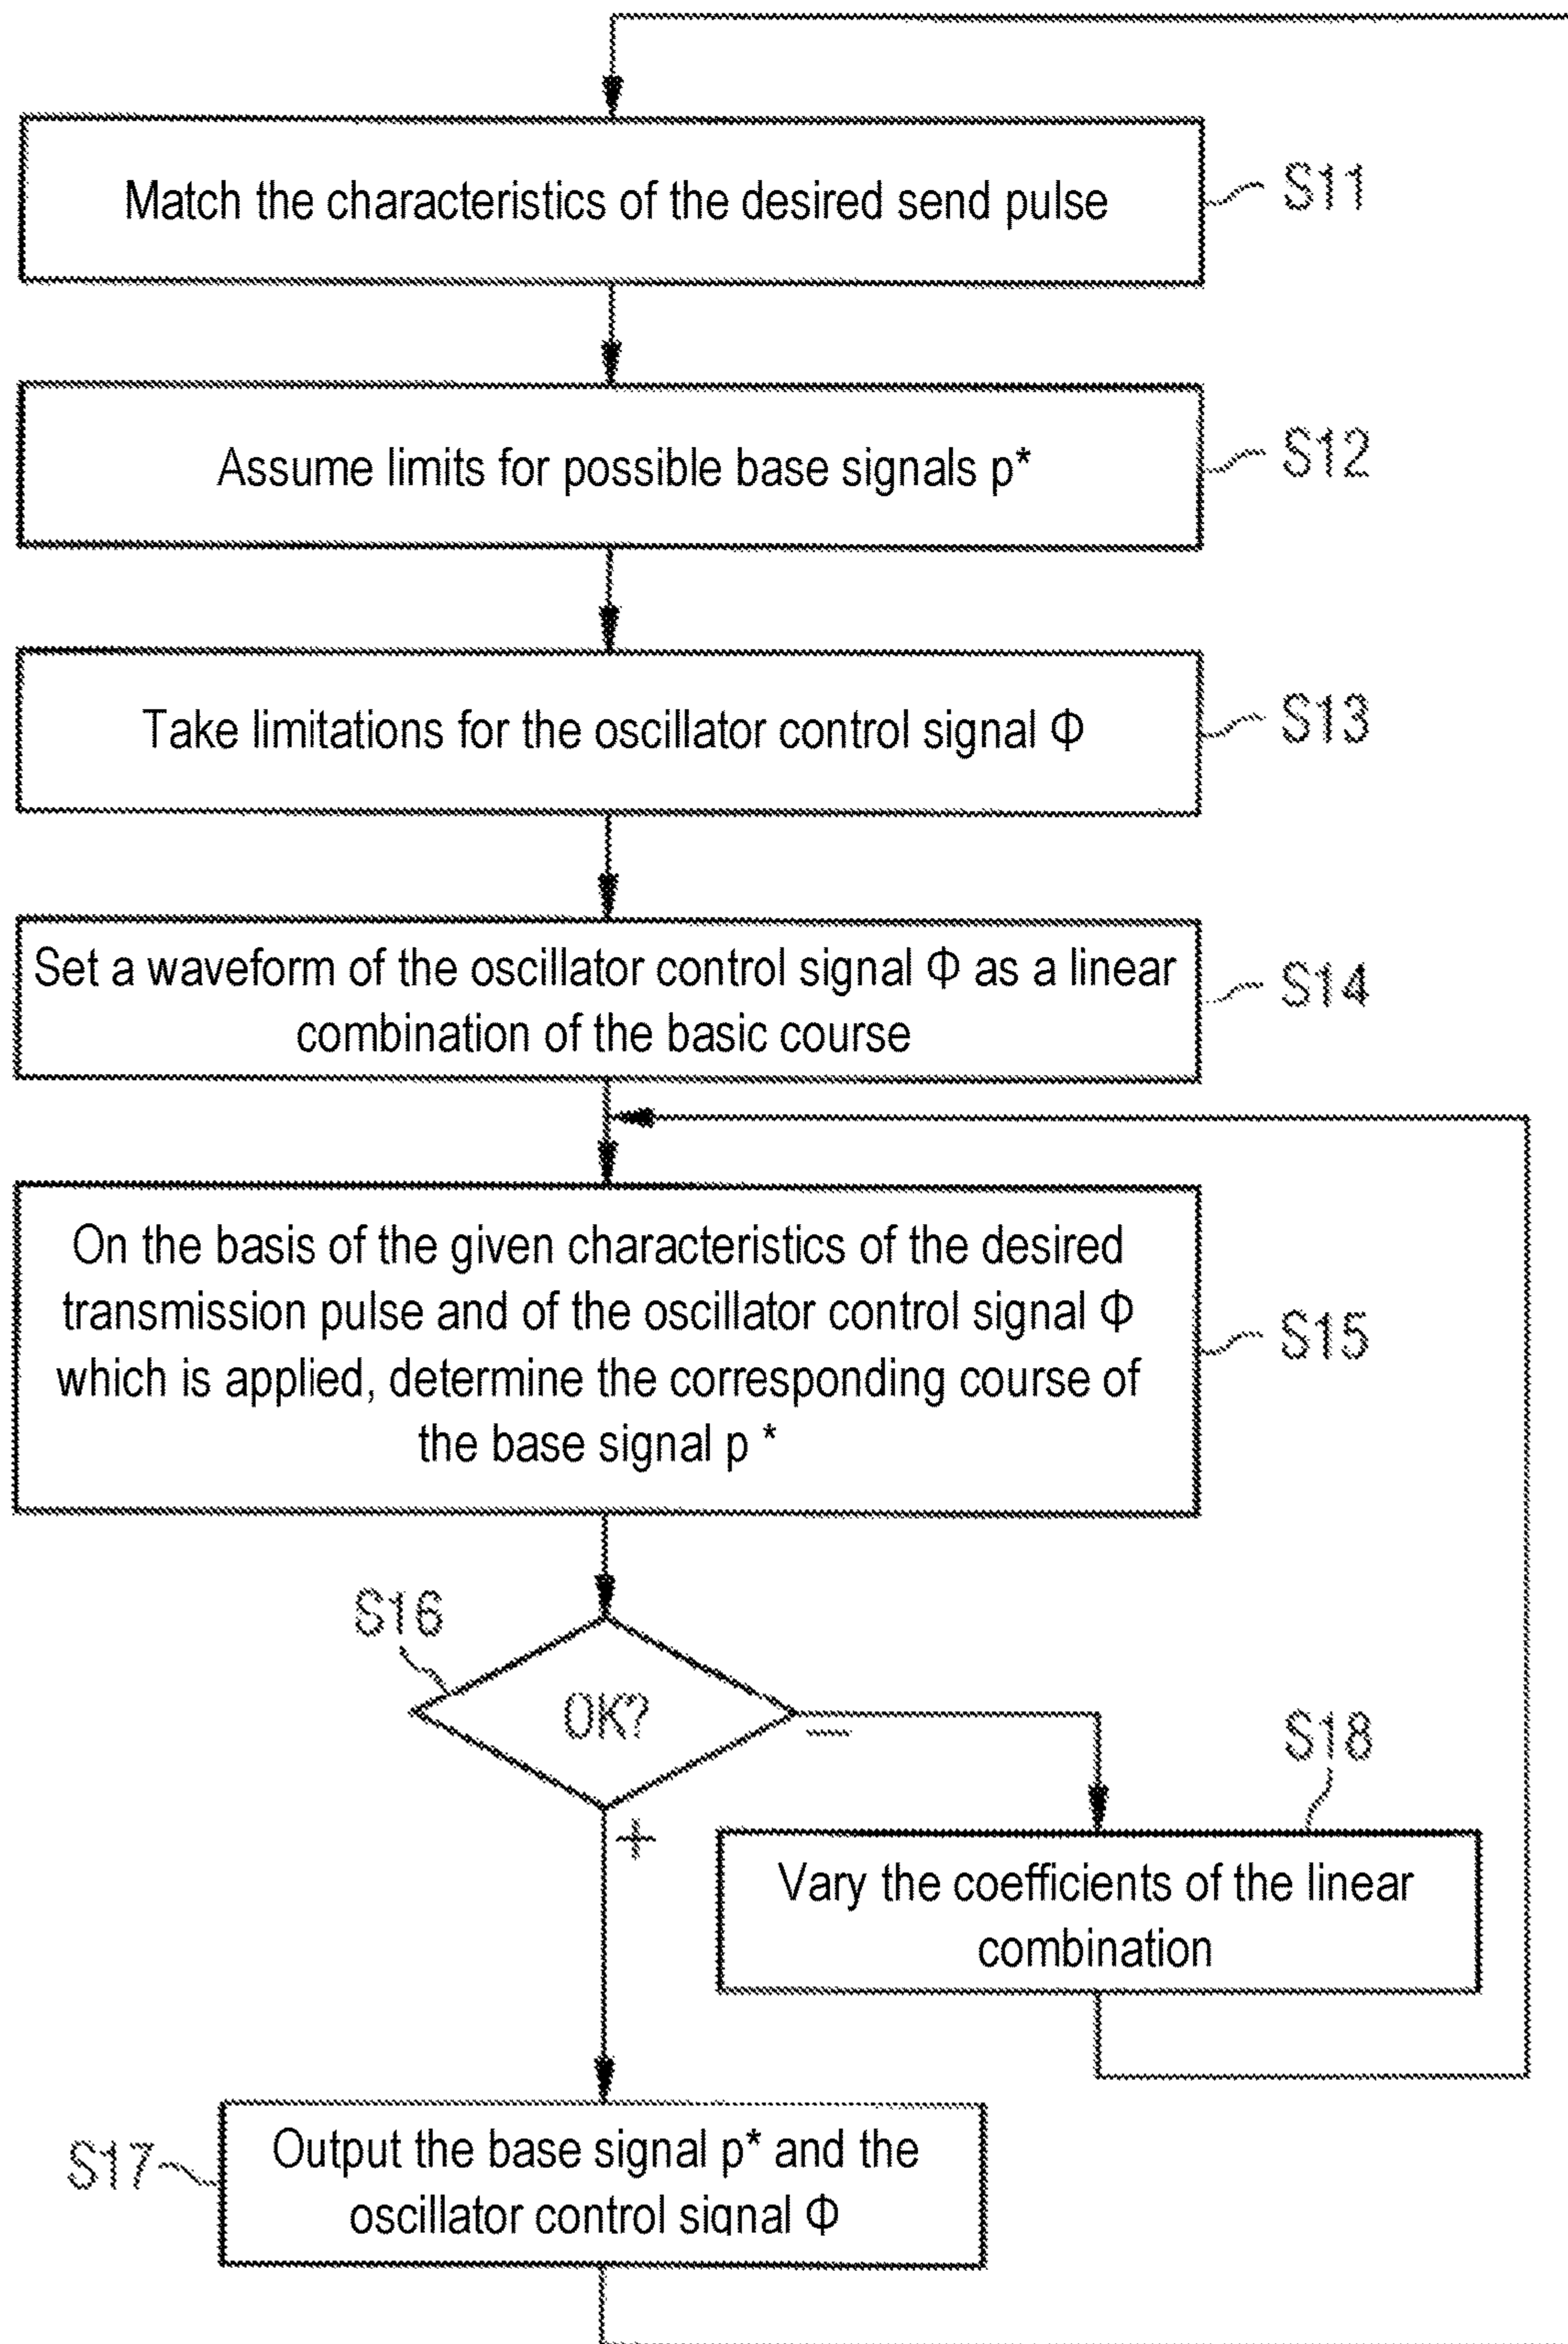 Match the characteristics of the desired send pulse
S11
Assume limits for possible base signals p*
S12
Take limitations for the oscillator control signal Φ
S13
Set a waveform of the oscillator control signal Φ as a linear
combination of the basic course
S14
On the basis of the given characteristics of the desired
transmission pulse and of the oscillator control signal Φ
which is applied, determine the corresponding course of
the base signal p *
S15
S16
OK?
–
+
S18
Vary the coefficients of the linear
combination
S17
Output the base signal p* and the
oscillator control signal Φ